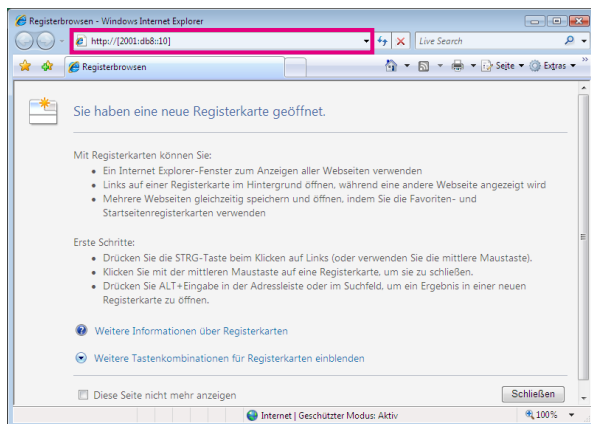 Registerbrowsen - Windows Internet Explorer
http://[2001:db8::10]
Live Search
Registerbrowsen
Seite
Extras
Sie haben eine neue Registerkarte geöffnet.
Mit Registerkarten können Sie:
• Ein Internet Explorer-Fenster zum Anzeigen aller Webseiten verwenden
• Links auf einer Registerkarte im Hintergrund öffnen, während eine andere Webseite angezeigt wird
• Mehrere Webseiten gleichzeitig speichern und öffnen, indem Sie die Favoriten- und
Startseitenregisterkarten verwenden
Erste Schritte:
• Drücken Sie die STRG-Taste beim Klicken auf Links (oder verwenden Sie die mittlere Maustaste).
• Klicken Sie mit der mittleren Maustaste auf eine Registerkarte, um sie zu schließen.
• Drücken Sie ALT+Eingabe in der Adressleiste oder im Suchfeld, um ein Ergebnis in einer neuen
Registerkarte zu öffnen.
Weitere Informationen über Registerkarten
Weitere Tastenkombinationen für Registerkarten einblenden
Diese Seite nicht mehr anzeigen
Schließen
Internet | Geschützter Modus: Aktiv
100%